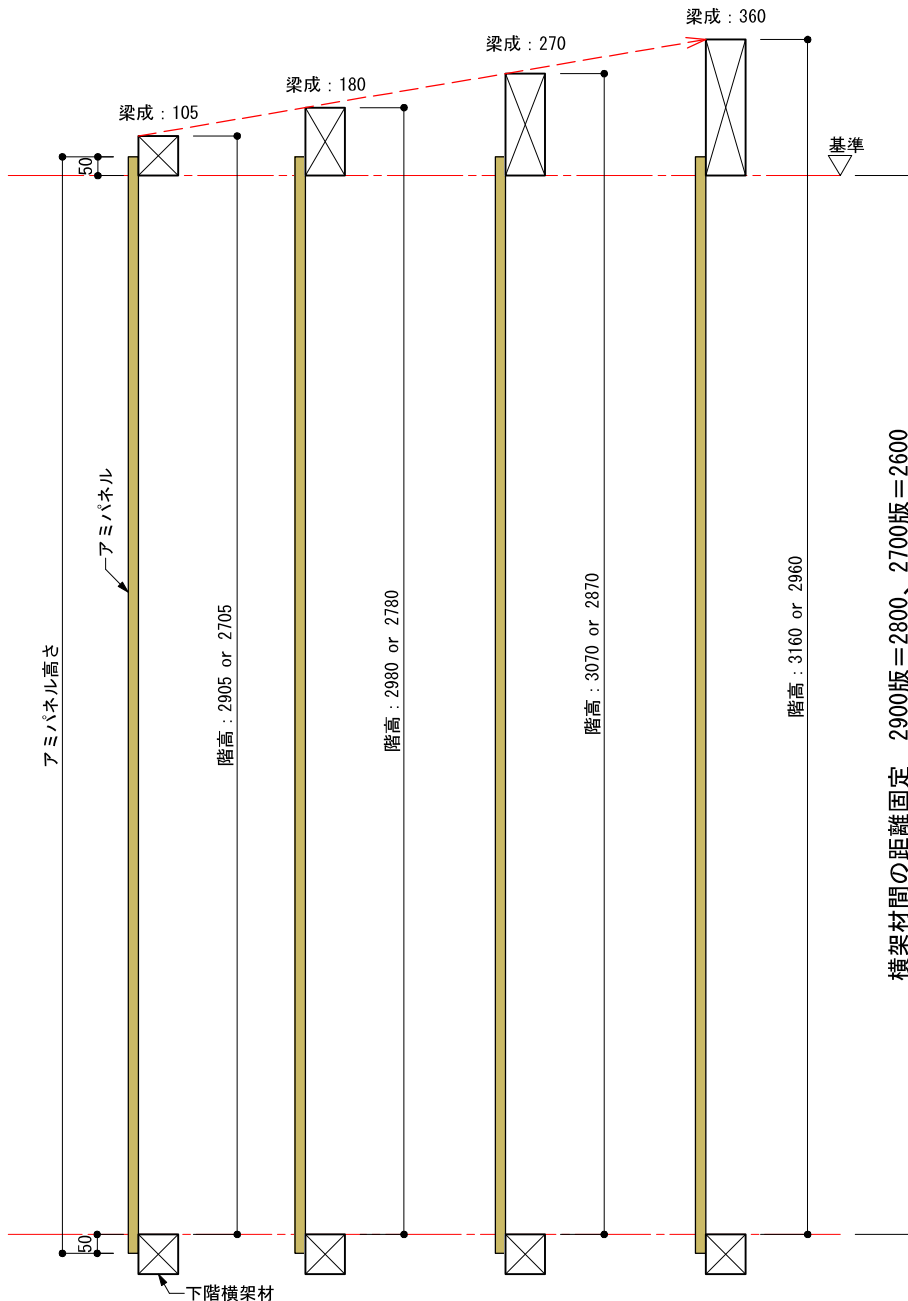 梁成：360
梁成：270
梁成：180
梁成：105
基準
50
アミパネル
アミパネル高さ
階高：2905 or 2705
階高：2980 or 2780
階高：3070 or 2870
階高：3160 or 2960
横架材間の距離固定　2900版＝2800、2700版＝2600
50
下階横架材